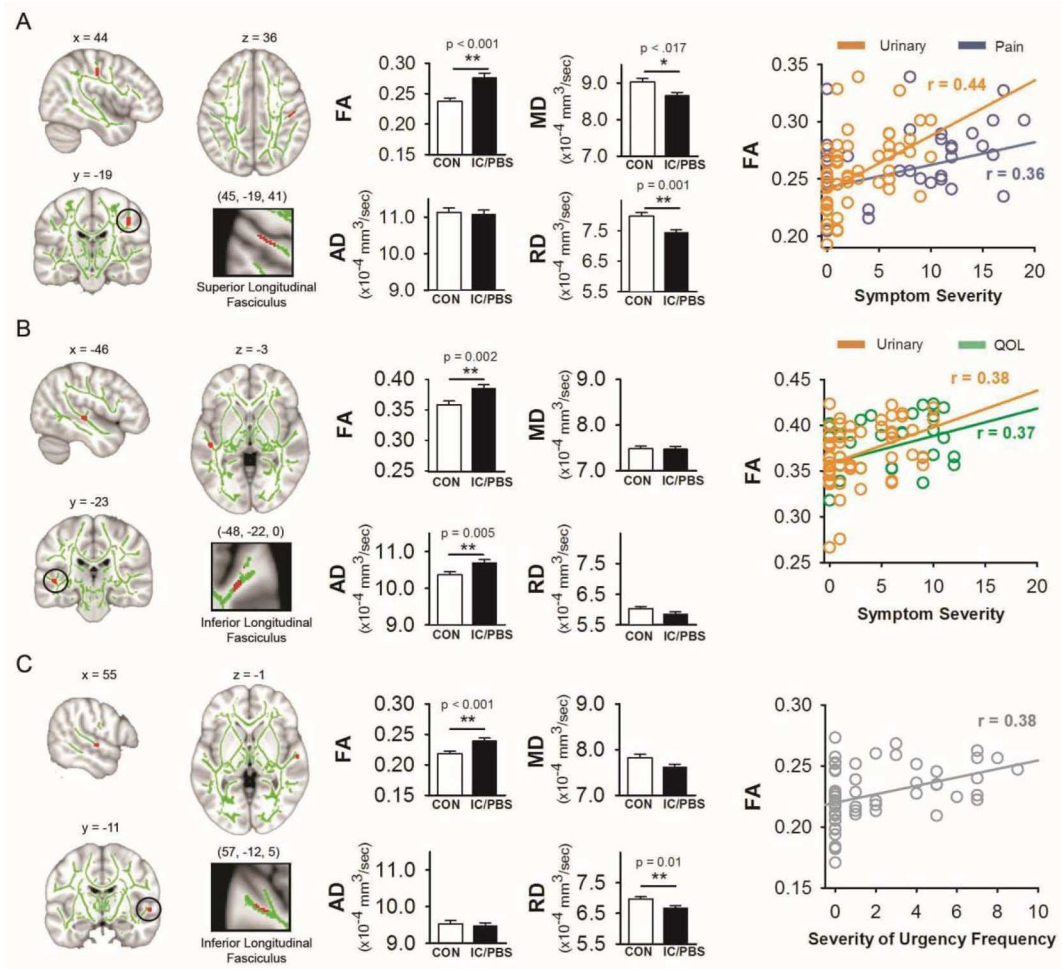 A
x = 44
z = 36
y = -19
(45, -19, 41)
Superior Longitudinal
Fasciculus
p < 0.001
**
FA
0.30
0.25
0.20
0.15
CON IC/PBS
p < .017
*
MD
(x10⁻⁴ mm³/sec)
9.0
8.0
7.0
CON IC/PBS
AD
(x10⁻⁴ mm³/sec)
11.0
10.0
9.0
CON IC/PBS
p = 0.001
**
RD
(x10⁻⁴ mm³/sec)
7.5
6.5
5.5
CON IC/PBS
Urinary Pain
r = 0.44
r = 0.36
FA
0.35
0.30
0.25
0.20
0 5 10 15 20
Symptom Severity
B
x = -46
z = -3
y = -23
(-48, -22, 0)
Inferior Longitudinal
Fasciculus
p = 0.002
**
FA
0.40
0.35
0.30
0.25
CON IC/PBS
MD
(x10⁻⁴ mm³/sec)
9.0
8.0
7.0
CON IC/PBS
p = 0.005
**
AD
(x10⁻⁴ mm³/sec)
11.0
10.0
9.0
CON IC/PBS
RD
(x10⁻⁴ mm³/sec)
7.5
6.5
5.5
CON IC/PBS
Urinary QOL
r = 0.38
r = 0.37
FA
0.45
0.40
0.35
0.30
0.25
0 5 10 15 20
Symptom Severity
C
x = 55
z = -1
y = -11
(57, -12, 5)
Inferior Longitudinal
Fasciculus
p < 0.001
**
FA
0.30
0.25
0.20
0.15
CON IC/PBS
MD
(x10⁻⁴ mm³/sec)
9.0
8.0
7.0
CON IC/PBS
AD
(x10⁻⁴ mm³/sec)
11.0
10.0
9.0
CON IC/PBS
p = 0.01
**
RD
(x10⁻⁴ mm³/sec)
7.5
6.5
5.5
CON IC/PBS
r = 0.38
FA
0.30
0.25
0.20
0.15
0 2 4 6 8 10
Severity of Urgency Frequency